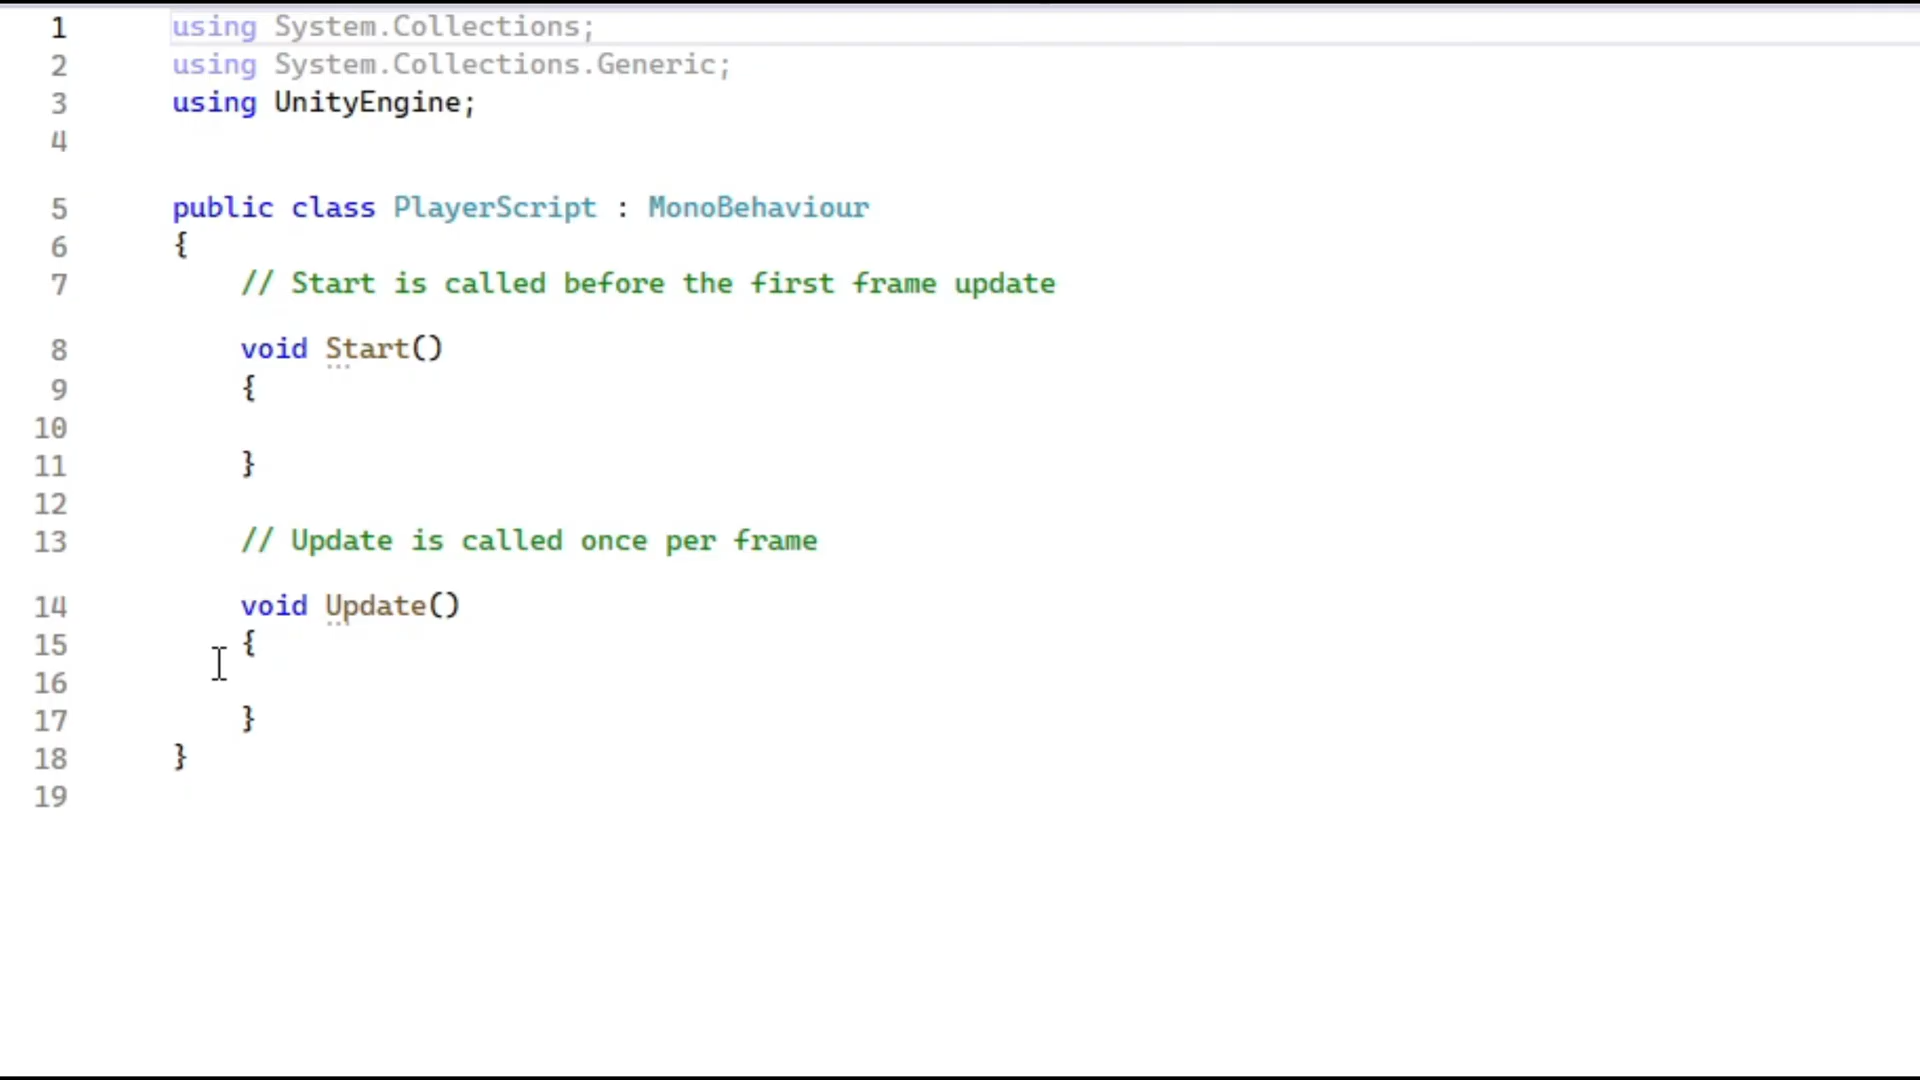 1 using System.Collections;
2 using System.Collections.Generic;
3 using UnityEngine;
4
5 public class PlayerScript : MonoBehaviour
6 {
7 // Start is called before the first frame update
8 void Start()
9 {
10
11 }
12
13 // Update is called once per frame
14 void Update()
15 {
16
17 }
18 }
19